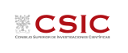 CSIC
CONSEJO SUPERIOR DE INVESTIGACIONES CIENTÍFICAS